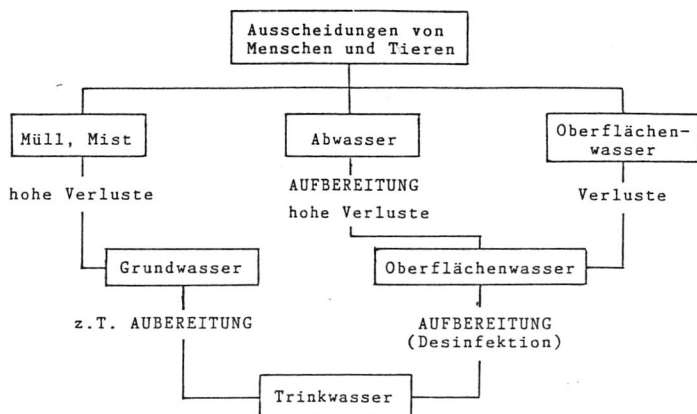 Ausscheidungen von
Menschen und Tieren
Müll, Mist
Abwasser
Oberflächen-
wasser
hohe Verluste
AUFBEREITUNG
hohe Verluste
Verluste
Grundwasser
Oberflächenwasser
z.T. AUBEREITUNG
AUFBEREITUNG
(Desinfektion)
Trinkwasser